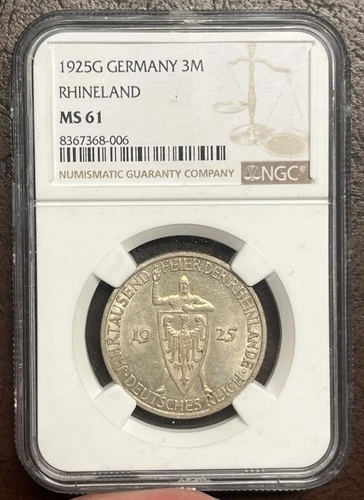 1925G GERMANY 3M
RHINELAND
MS 61
8367368-006
NUMISMATIC GUARANTY COMPANY
NGC
JAHRTAUSENDFEIER DER RHEINLANDE
19 25
DEUTSCHES REICH